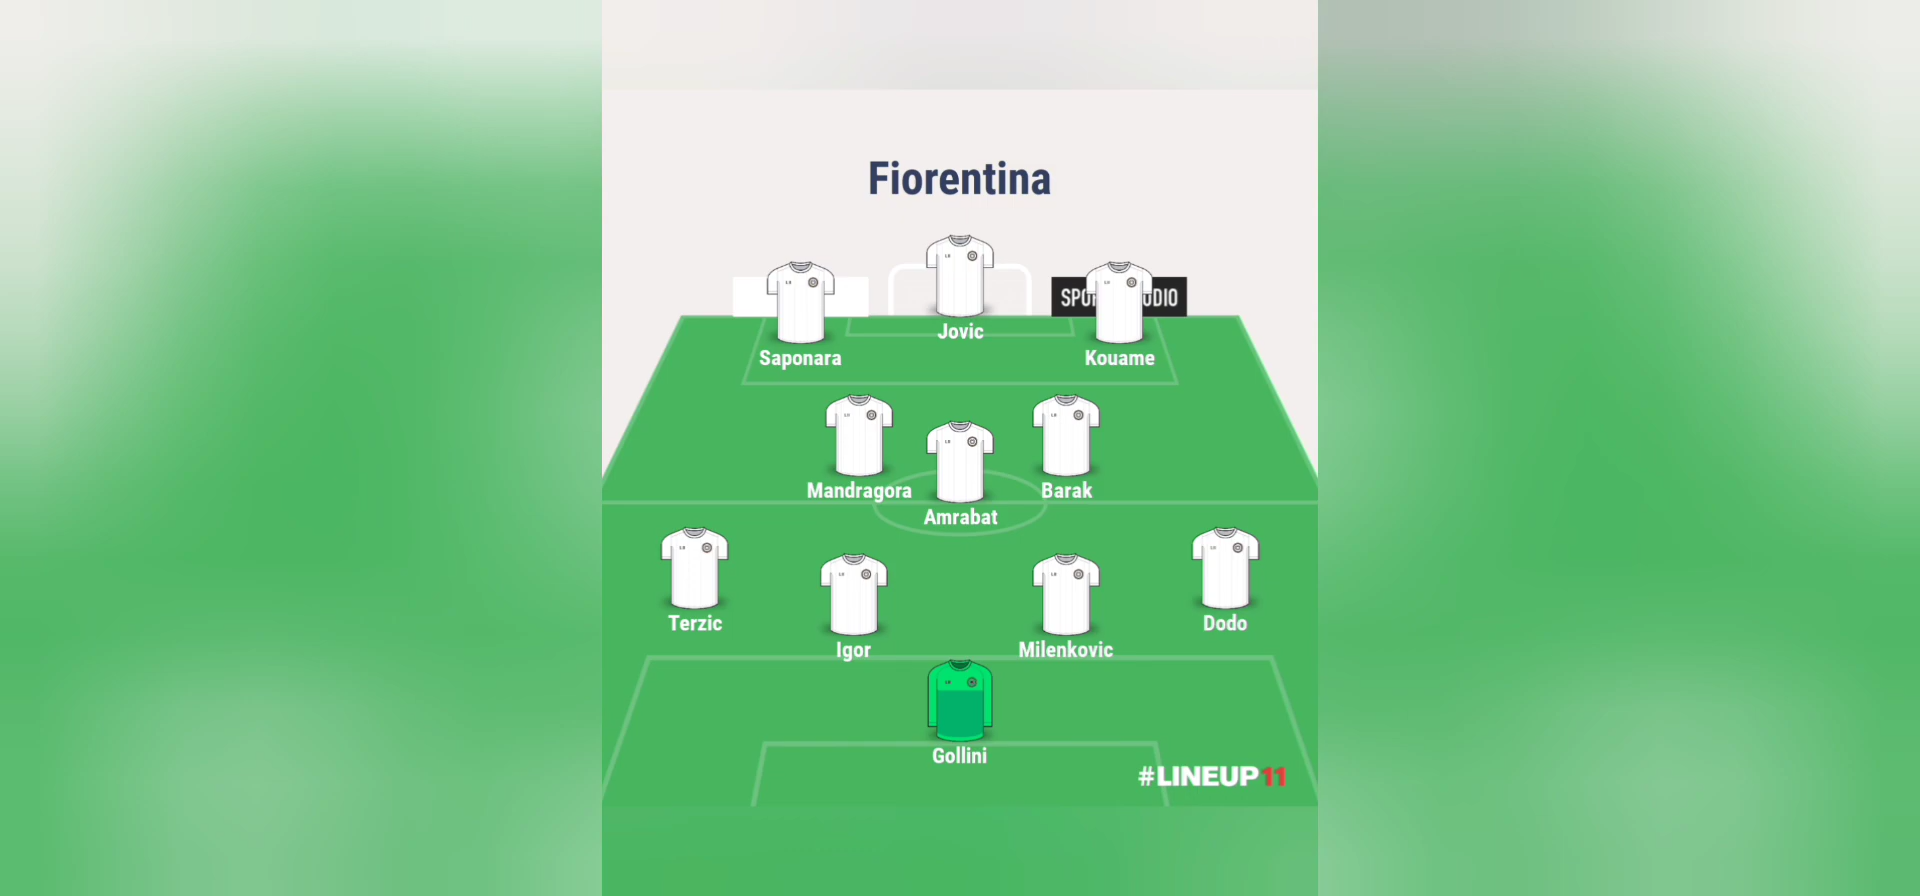 Fiorentina
Jovic
Saponara
Kouame
Mandragora
Barak
Amrabat
Terzic
Dodo
Igor
Milenkovic
Gollini
#LINEUP11